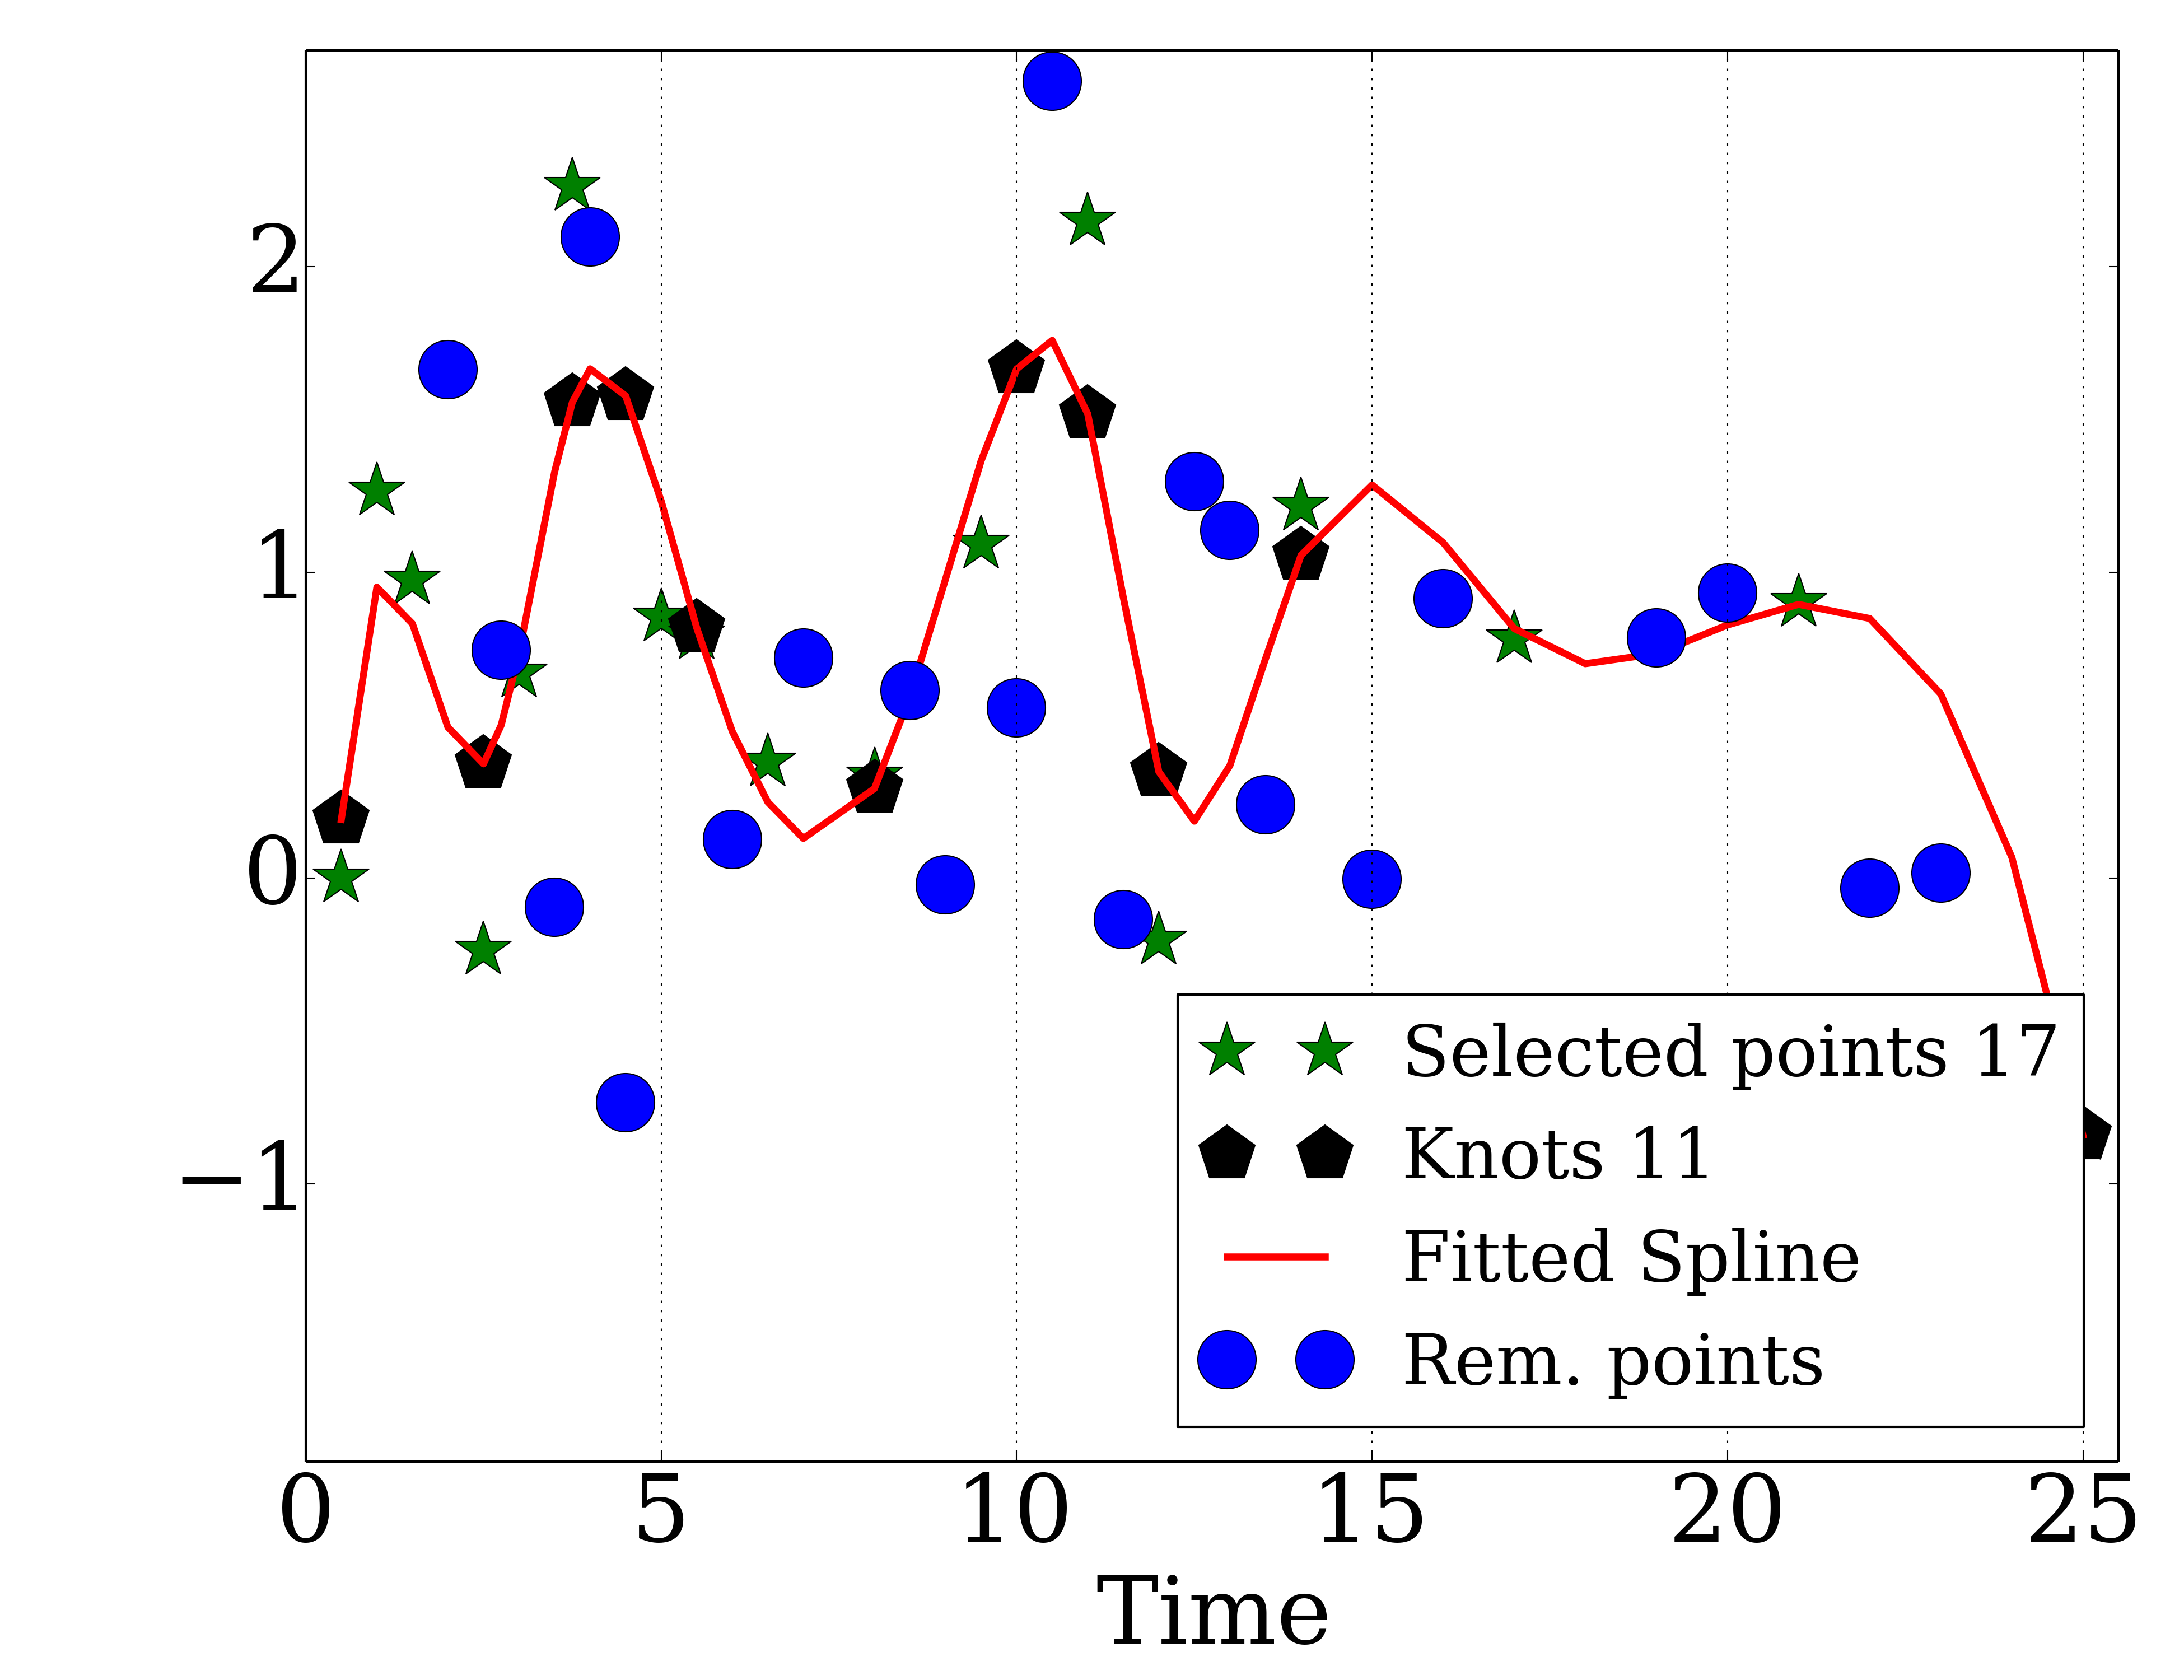 2
1
0
−1
Selected points 17
Knots 11
Fitted Spline
Rem. points
0 5 10 15 20 25
Time